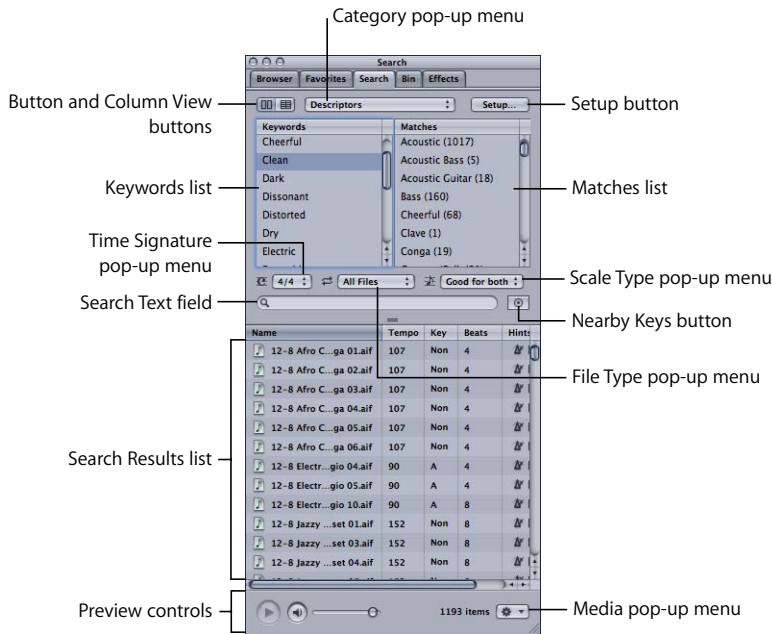 Category pop-up menu
Search
Browser Favorites Search Bin Effects
Button and Column View
buttons
Descriptors
Setup...
Setup button
Keywords Matches
Cheerful Acoustic (1017)
Clean Acoustic Bass (5)
Dark Acoustic Guitar (18)
Dissonant Bass (160)
Distorted Cheerful (68)
Dry Clave (1)
Electric Conga (19)
Keywords list
Matches list
Time Signature
pop-up menu
4/4 All Files Good for both
Scale Type pop-up menu
Search Text field
Nearby Keys button
Name Tempo Key Beats Hints
12-8 Afro C...ga 01.aif 107 Non 4
12-8 Afro C...ga 02.aif 107 Non 4
12-8 Afro C...ga 03.aif 107 Non 4
File Type pop-up menu
12-8 Afro C...ga 04.aif 107 Non 4
12-8 Afro C...ga 05.aif 107 Non 4
12-8 Afro C...ga 06.aif 107 Non 4
Search Results list
12-8 Electr...gio 04.aif 90 A 4
12-8 Electr...gio 05.aif 90 A 4
12-8 Electr...gio 10.aif 90 A 8
12-8 Jazzy ...set 01.aif 152 Non 8
12-8 Jazzy ...set 03.aif 152 Non 8
12-8 Jazzy ...set 04.aif 152 Non 8
Preview controls
1193 items
Media pop-up menu